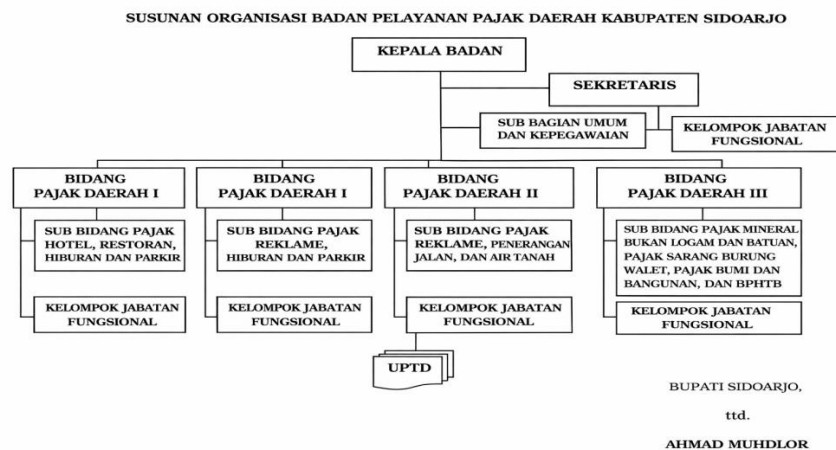 SUSUNAN ORGANISASI BADAN PELAYANAN PAJAK DAERAH KABUPATEN SIDOARJO
KEPALA BADAN
SEKRETARIS
SUB BAGIAN UMUM
DAN KEPEGAWAIAN
KELOMPOK JABATAN
FUNGSIONAL
BIDANG
PAJAK DAERAH I
SUB BIDANG PAJAK
HOTEL, RESTORAN,
HIBURAN DAN PARKIR
KELOMPOK JABATAN
FUNGSIONAL
BIDANG
PAJAK DAERAH I
SUB BIDANG PAJAK
REKLAME,
HIBURAN DAN PARKIR
KELOMPOK JABATAN
FUNGSIONAL
BIDANG
PAJAK DAERAH II
SUB BIDANG PAJAK
REKLAME, PENERANGAN
JALAN, DAN AIR TANAH
KELOMPOK JABATAN
FUNGSIONAL
UPTD
BIDANG
PAJAK DAERAH III
SUB BIDANG PAJAK MINERAL
BUKAN LOGAM DAN BATUAN,
PAJAK SARANG BURUNG
WALET, PAJAK BUMI DAN
BANGUNAN, DAN BPHTB
KELOMPOK JABATAN
FUNGSIONAL
BUPATI SIDOARJO,
ttd.
AHMAD MUHDLOR